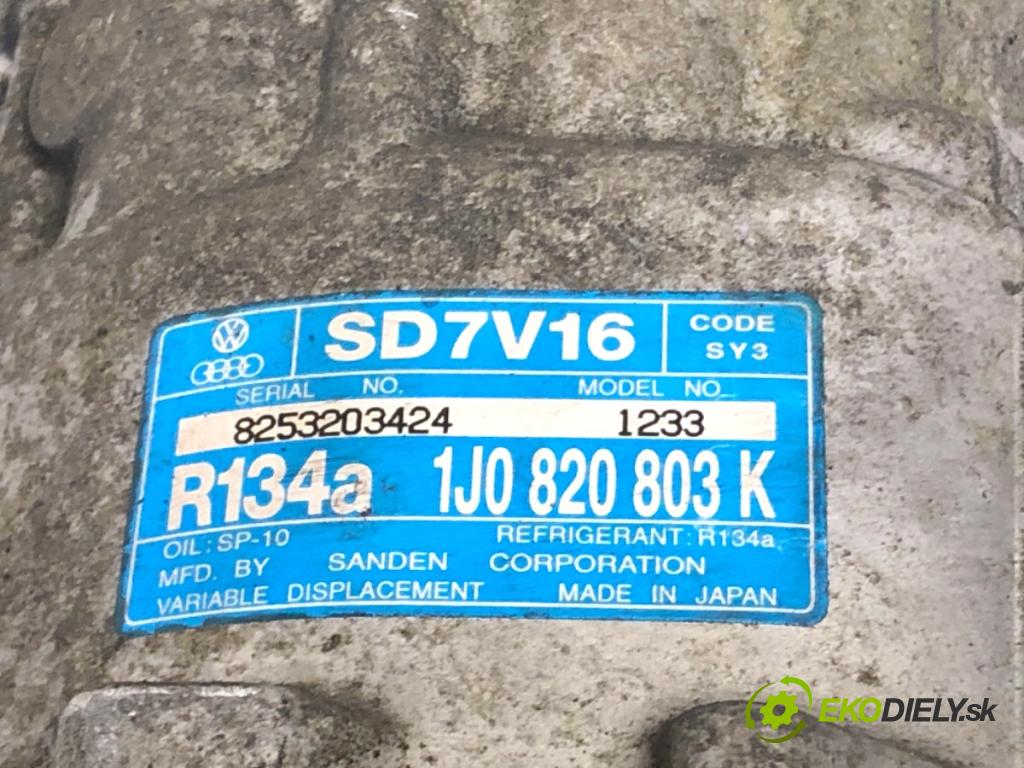 SD7V16
CODE
SY3
SERIAL NO.
MODEL NO.
8253203424
1233
R134a
1J0 820 803 K
OIL: SP-10
REFRIGERANT: R134a
MFD. BY SANDEN CORPORATION
VARIABLE DISPLACEMENT
MADE IN JAPAN
EKODIELY.sk